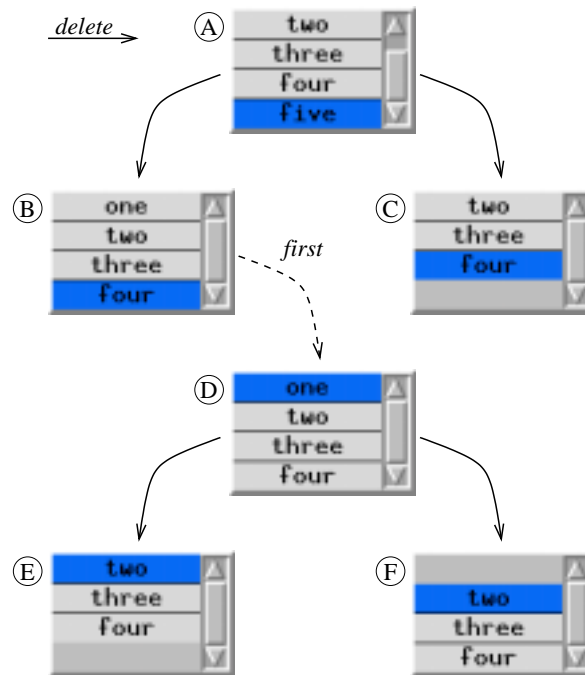 delete
A
two
three
four
five
B
one
two
three
four
C
two
three
four
first
D
one
two
three
four
E
two
three
four
F
two
three
four